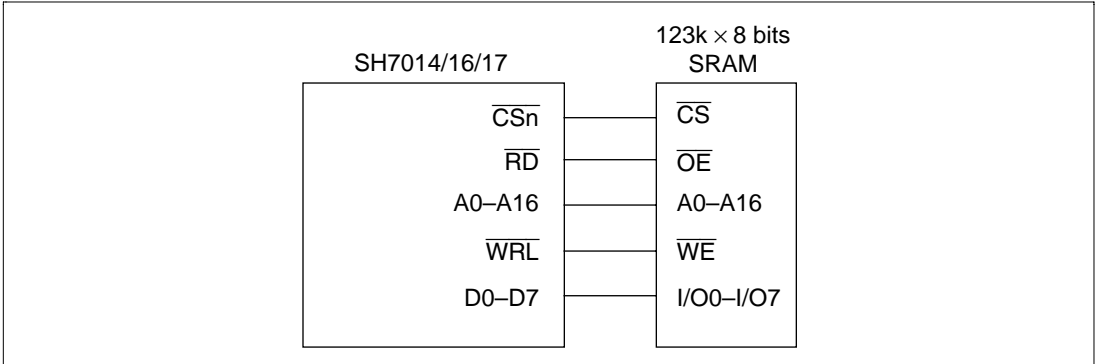 123k × 8 bits
SH7014/16/17 SRAM
CSn CS
RD OE
A0–A16 A0–A16
WRL WE
D0–D7 I/O0–I/O7